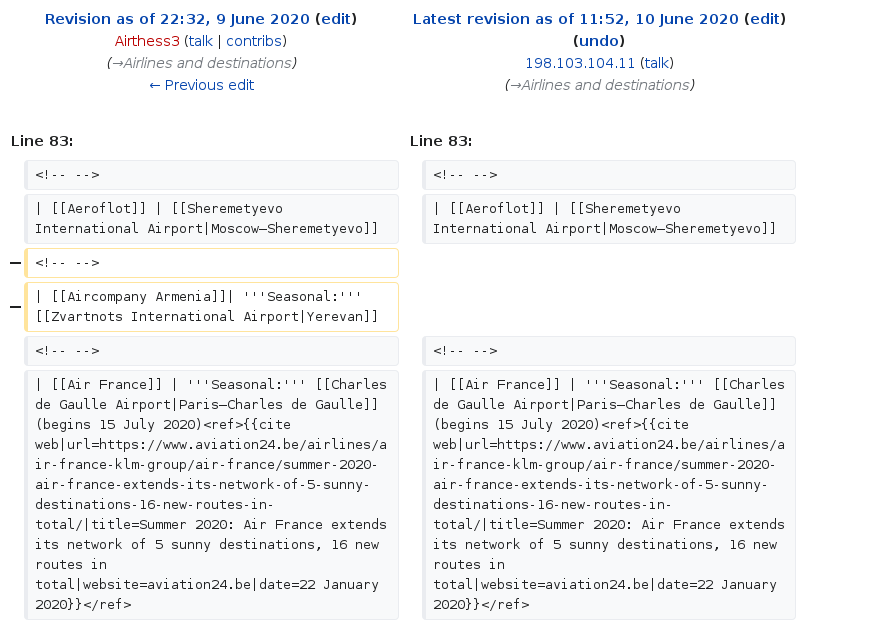 Revision as of 22:32, 9 June 2020 (edit)
Airthess3 (talk | contribs)
(→Airlines and destinations)
← Previous edit
Latest revision as of 11:52, 10 June 2020 (edit)
(undo)
198.103.104.11 (talk)
(→Airlines and destinations)
Line 83:
Line 83:
<!-- -->
<!-- -->
| [[Aeroflot]] | [[Sheremetyevo
International Airport|Moscow–Sheremetyevo]]
| [[Aeroflot]] | [[Sheremetyevo
International Airport|Moscow–Sheremetyevo]]
− <!-- -->
− | [[Aircompany Armenia]]| '''Seasonal:'''
[[Zvartnots International Airport|Yerevan]]
<!-- -->
<!-- -->
| [[Air France]] | '''Seasonal:''' [[Charles
de Gaulle Airport|Paris–Charles de Gaulle]]
(begins 15 July 2020)<ref>{{cite
web|url=https://www.aviation24.be/airlines/a
ir-france-klm-group/air-france/summer-2020-
air-france-extends-its-network-of-5-sunny-
destinations-16-new-routes-in-
total/|title=Summer 2020: Air France extends
its network of 5 sunny destinations, 16 new
routes in
total|website=aviation24.be|date=22 January
2020}}</ref>
| [[Air France]] | '''Seasonal:''' [[Charles
de Gaulle Airport|Paris–Charles de Gaulle]]
(begins 15 July 2020)<ref>{{cite
web|url=https://www.aviation24.be/airlines/a
ir-france-klm-group/air-france/summer-2020-
air-france-extends-its-network-of-5-sunny-
destinations-16-new-routes-in-
total/|title=Summer 2020: Air France extends
its network of 5 sunny destinations, 16 new
routes in
total|website=aviation24.be|date=22 January
2020}}</ref>